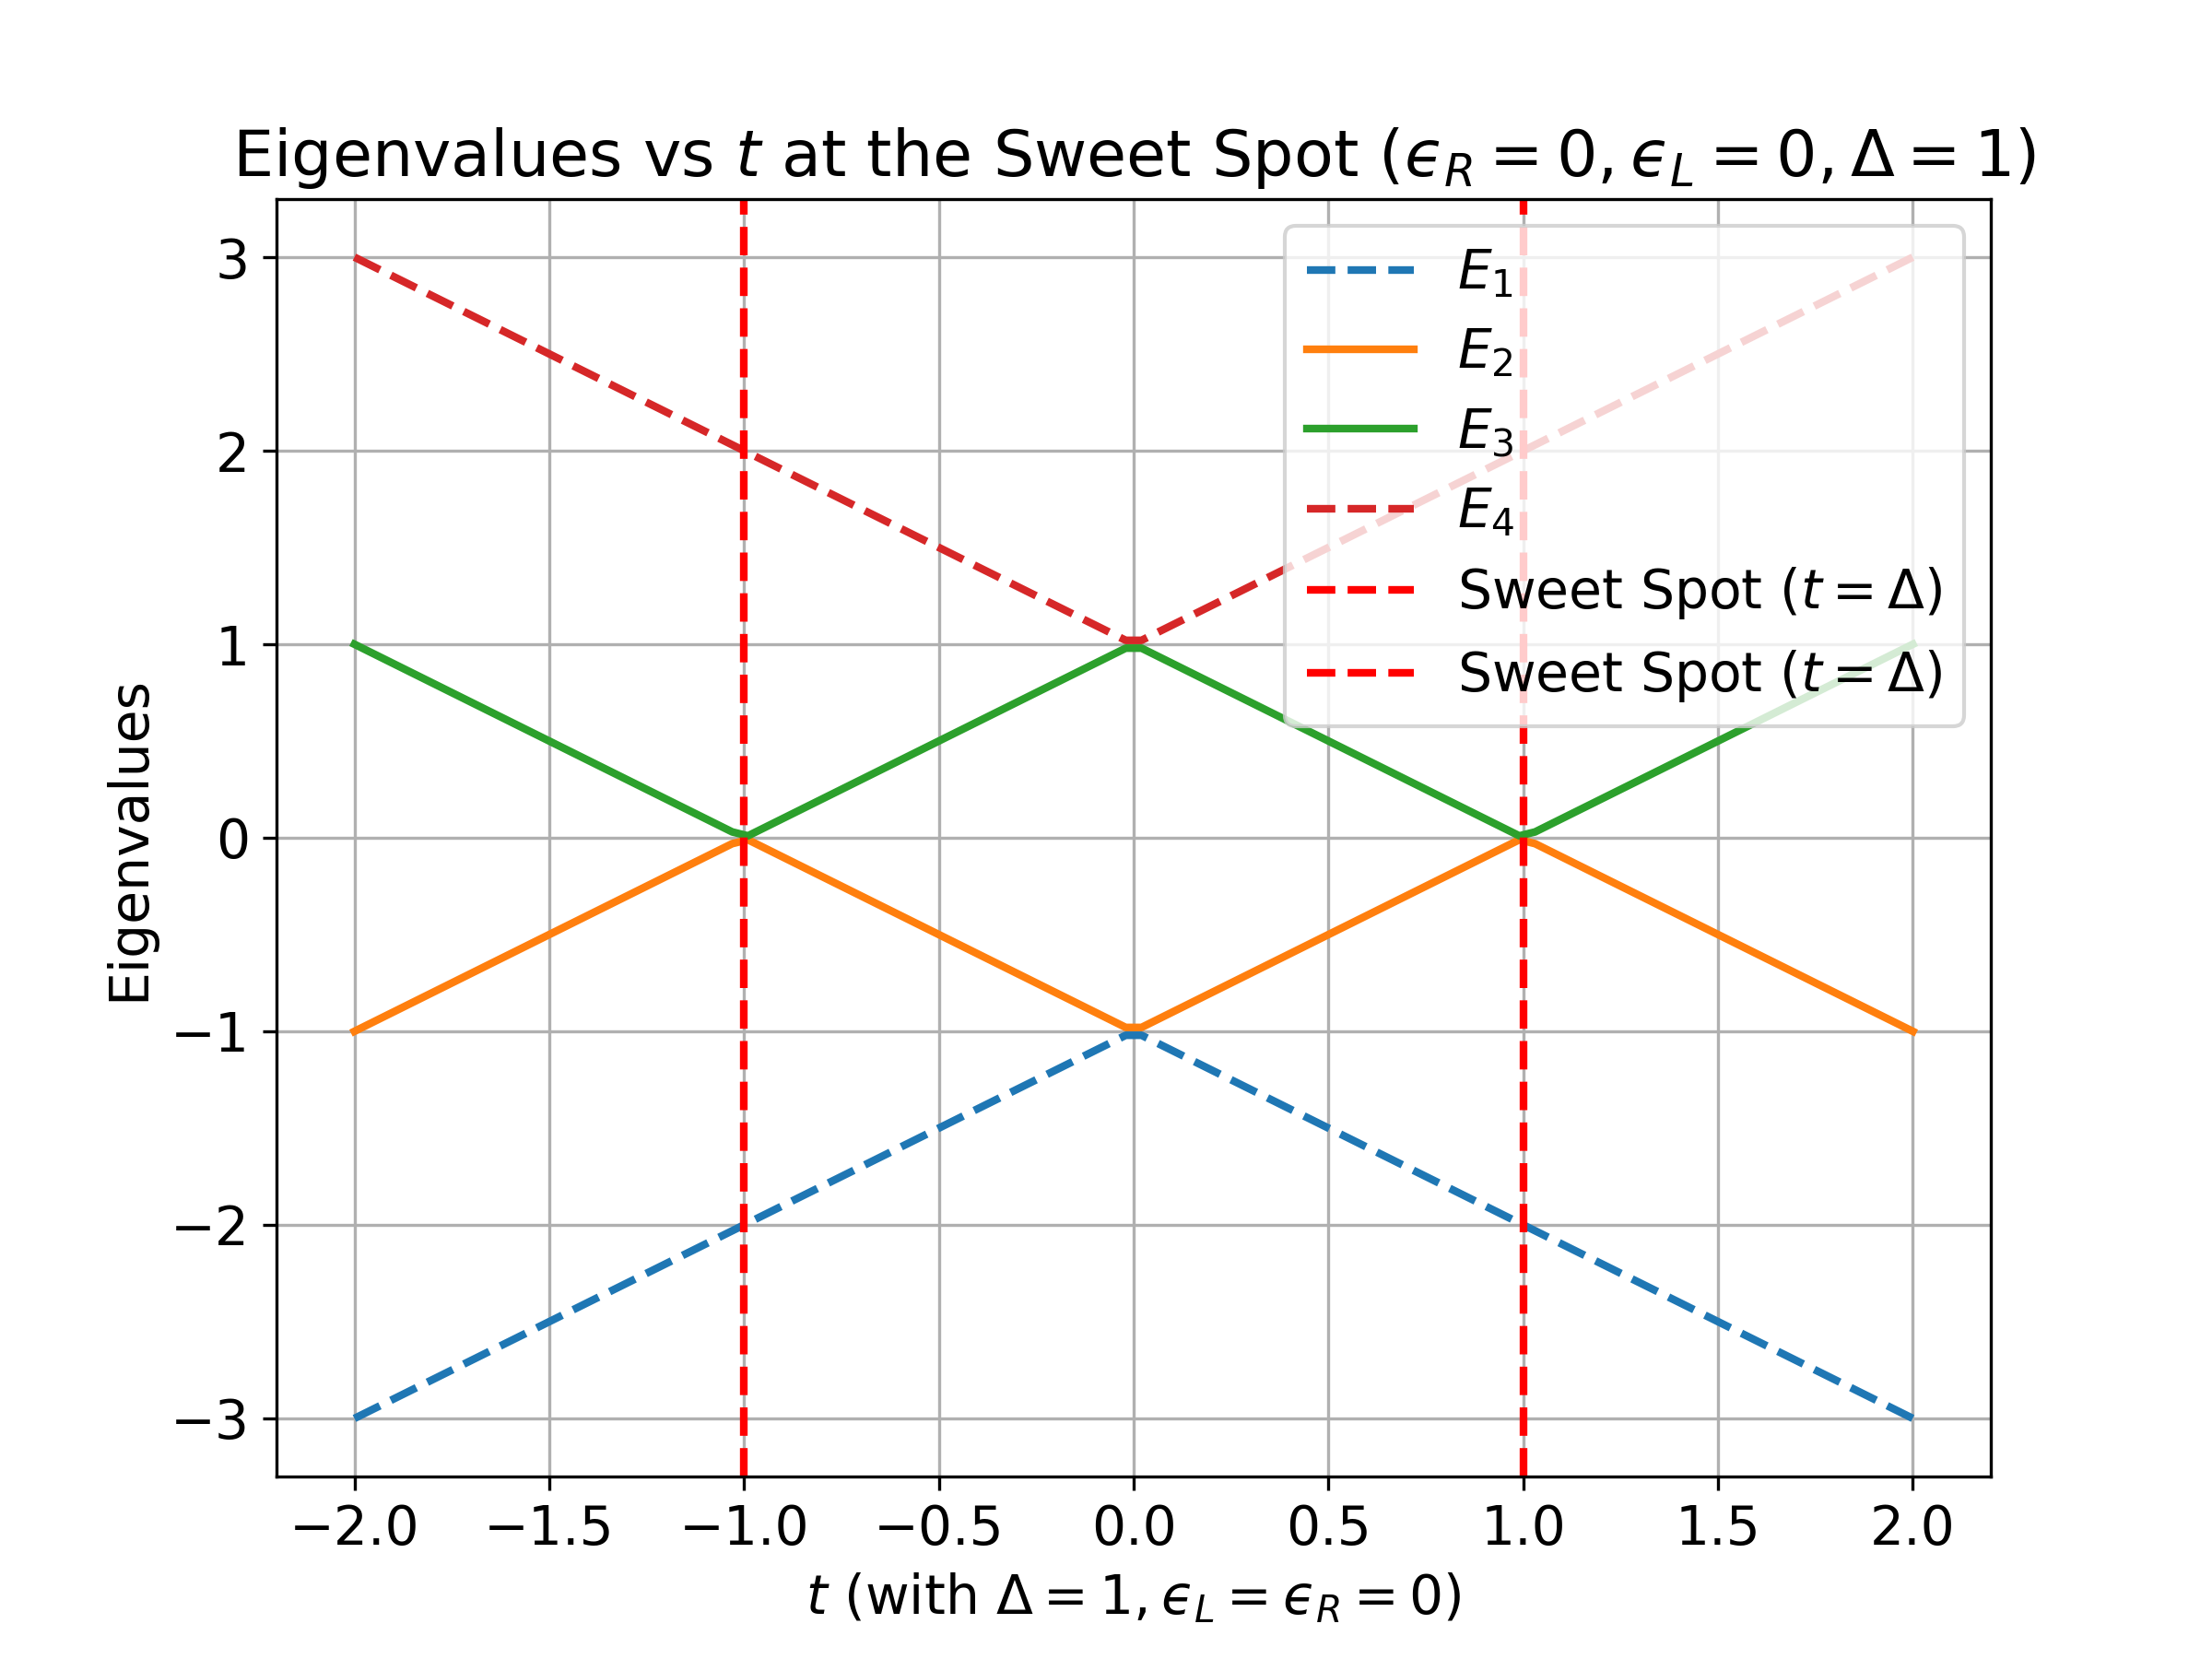 Eigenvalues vs t at the Sweet Spot (ϵ_R = 0, ϵ_L = 0, Δ = 1)
E_1
E_2
E_3
E_4
Sweet Spot (t = Δ)
Sweet Spot (t = Δ)
Eigenvalues
3
2
1
0
−1
−2
−3
−2.0 −1.5 −1.0 −0.5 0.0 0.5 1.0 1.5 2.0
t (with Δ = 1, ϵ_L = ϵ_R = 0)